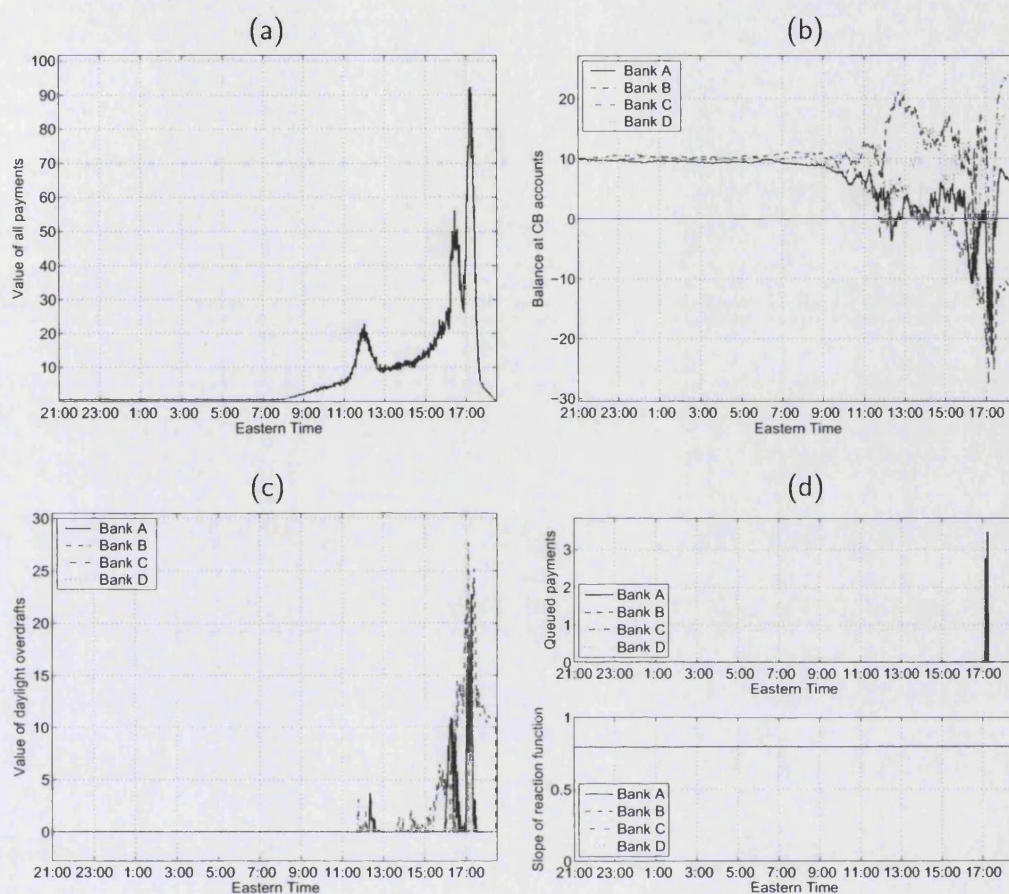 (a)
Value of all payments
100
90
80
70
60
50
40
30
20
10
21:00 23:00 1:00 3:00 5:00 7:00 9:00 11:00 13:00 15:00 17:00
Eastern Time
(b)
Bank A
Bank B
Bank C
Bank D
Balance at CB accounts
20
10
0
−10
−20
−30
21:00 23:00 1:00 3:00 5:00 7:00 9:00 11:00 13:00 15:00 17:00
Eastern Time
(c)
Bank A
Bank B
Bank C
Bank D
Value of daylight overdrafts
30
25
20
15
10
5
0
21:00 23:00 1:00 3:00 5:00 7:00 9:00 11:00 13:00 15:00 17:00
Eastern Time
(d)
Queued payments
3
2
1
0
Bank A
Bank B
Bank C
Bank D
21:00 23:00 1:00 3:00 5:00 7:00 9:00 11:00 13:00 15:00 17:00
Eastern Time
Slope of reaction function
1
0.5
0
Bank A
Bank B
Bank C
Bank D
21:00 23:00 1:00 3:00 5:00 7:00 9:00 11:00 13:00 15:00 17:00
Eastern Time